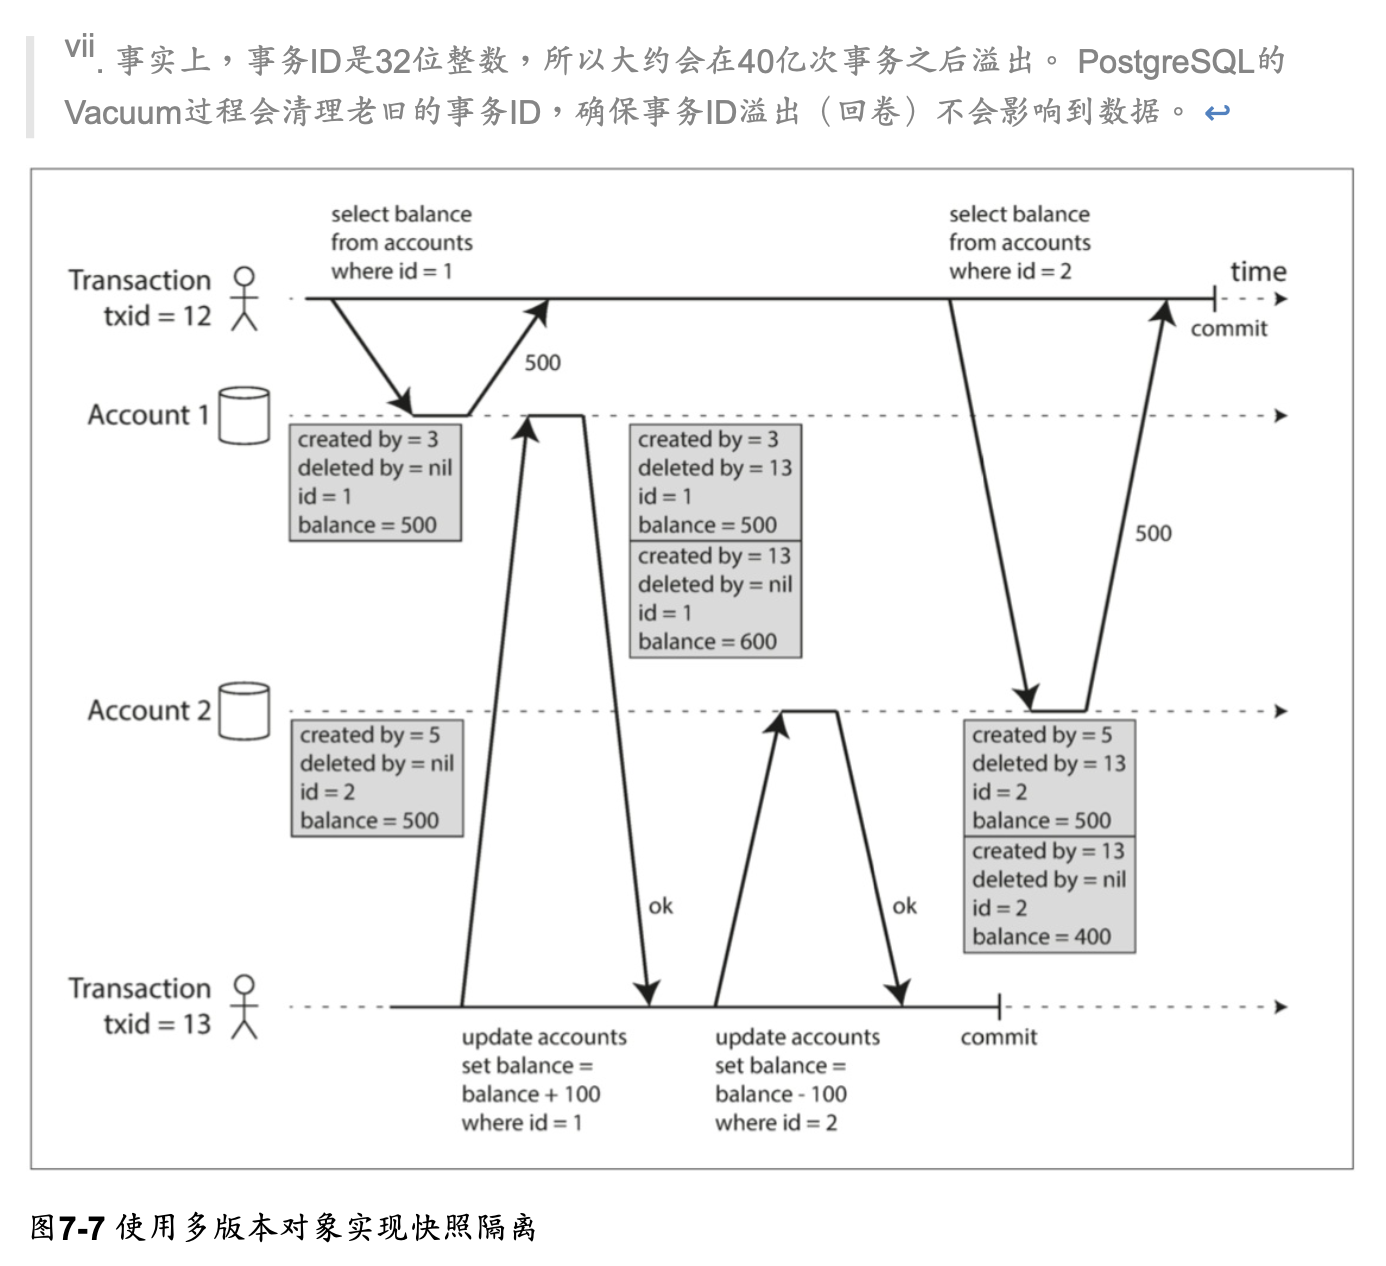 vii. 事实上，事务ID是32位整数，所以大约会在40亿次事务之后溢出。 PostgreSQL的
Vacuum过程会清理老旧的事务ID，确保事务ID溢出（回卷）不会影响到数据。 ↩
select balance
from accounts
where id = 1
select balance
from accounts
where id = 2
time
Transaction
txid = 12
commit
500
Account 1
created by = 3
deleted by = nil
id = 1
balance = 500
created by = 3
deleted by = 13
id = 1
balance = 500
created by = 13
deleted by = nil
id = 1
balance = 600
500
Account 2
created by = 5
deleted by = nil
id = 2
balance = 500
created by = 5
deleted by = 13
id = 2
balance = 500
created by = 13
deleted by = nil
id = 2
balance = 400
ok
ok
Transaction
txid = 13
update accounts
set balance =
balance + 100
where id = 1
update accounts
set balance =
balance - 100
where id = 2
commit
图7-7 使用多版本对象实现快照隔离